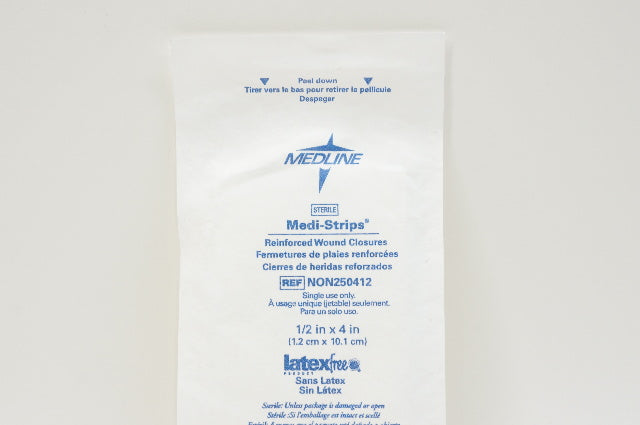 Peel down
Tirer vers le bas pour retirer la pellicule
Despegar
MEDLINE
STERILE
Medi-Strips®
Reinforced Wound Closures
Fermetures de plaies renforcées
Cierres de heridas reforzados
REF NON250412
Single use only.
À usage unique (jetable) seulement.
Para un solo uso.
1/2 in x 4 in
(1.2 cm x 10.1 cm)
latex free
PRODUCT
Sans Latex
Sin Látex
Sterile: Unless package is damaged or open
Stérile :Si l'emballage est intact et scellé